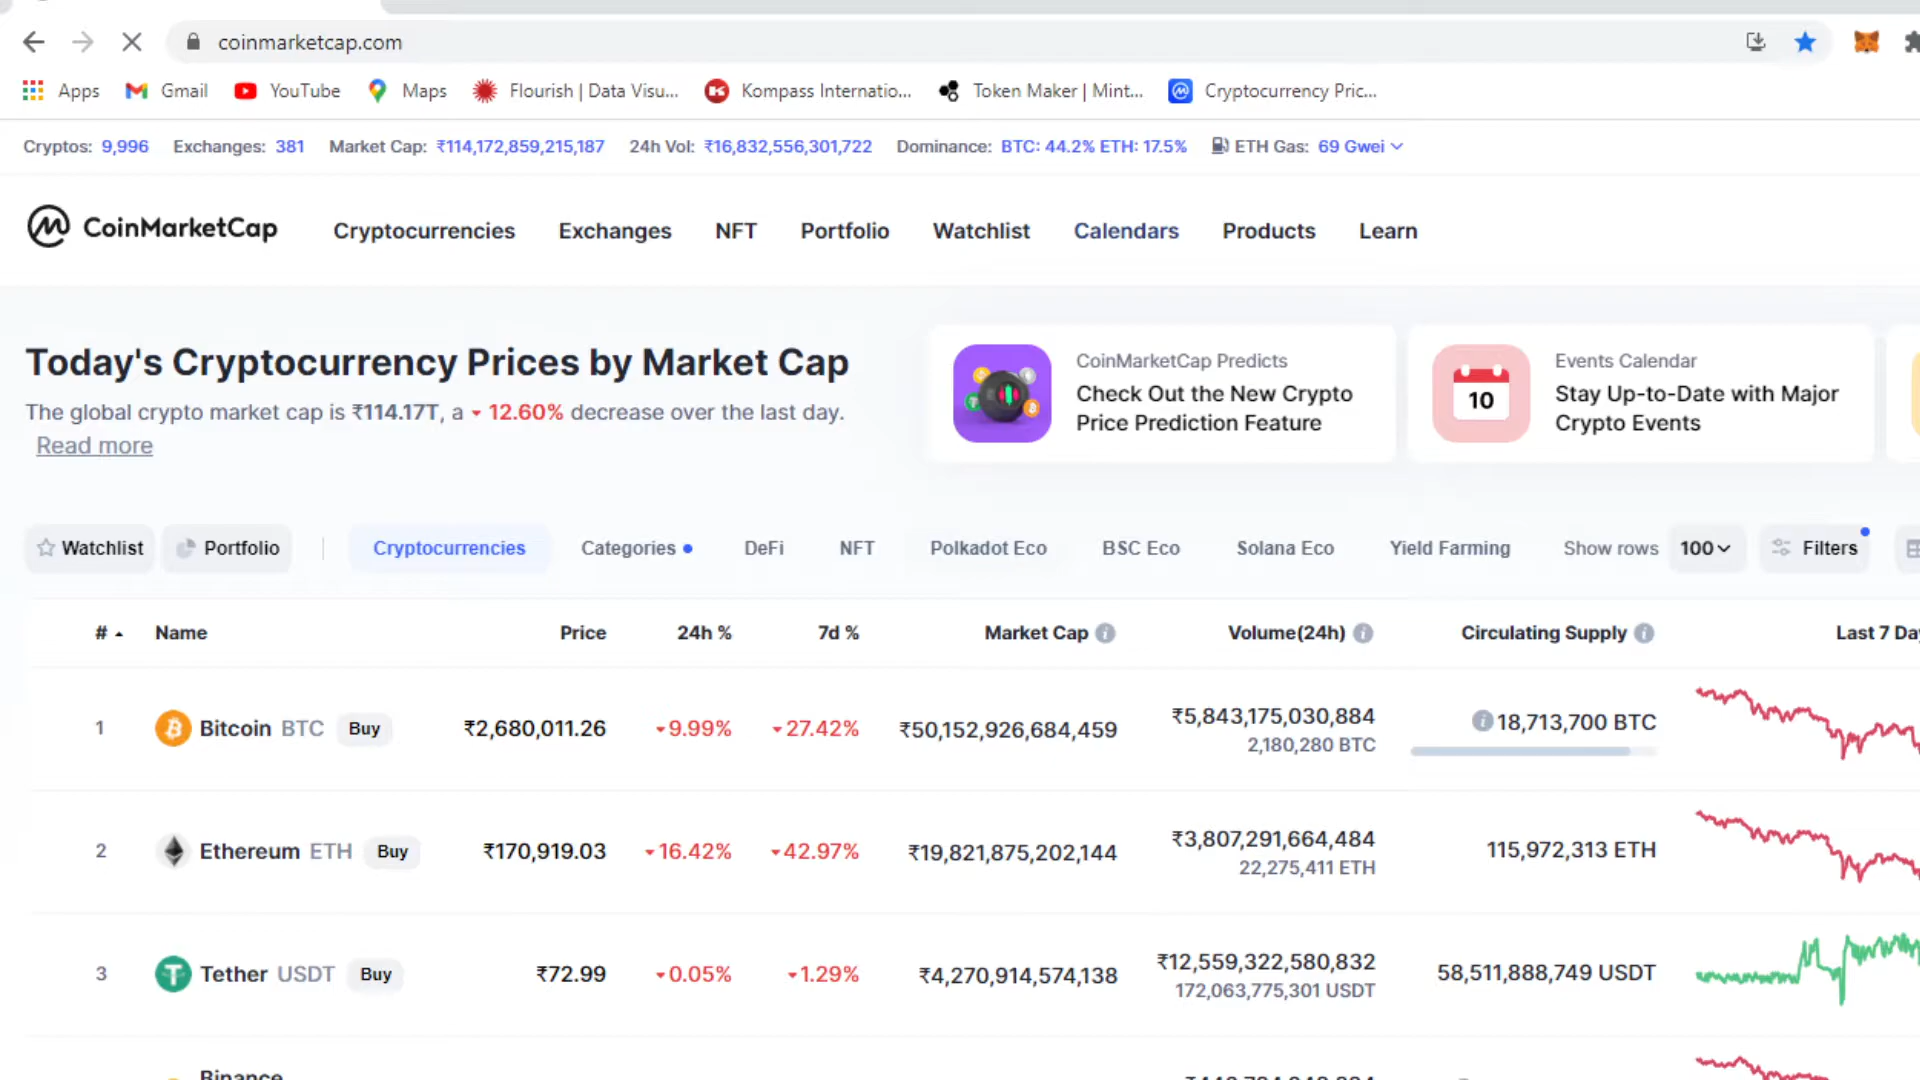 coinmarketcap.com
Apps Gmail YouTube Maps Flourish | Data Visu... Kompass Internatio... Token Maker | Mint... Cryptocurrency Pric...
Cryptos: 9,996 Exchanges: 381 Market Cap: ₹114,172,859,215,187 24h Vol: ₹16,832,556,301,722 Dominance: BTC: 44.2% ETH: 17.5% ETH Gas: 69 Gwei
CoinMarketCap Cryptocurrencies Exchanges NFT Portfolio Watchlist Calendars Products Learn
Today's Cryptocurrency Prices by Market Cap
The global crypto market cap is ₹114.17T, a 12.60% decrease over the last day.
Read more
CoinMarketCap Predicts
Check Out the New Crypto
Price Prediction Feature
10
Events Calendar
Stay Up-to-Date with Major
Crypto Events
Watchlist Portfolio Cryptocurrencies Categories DeFi NFT Polkadot Eco BSC Eco Solana Eco Yield Farming Show rows 100 Filters
# Name Price 24h % 7d % Market Cap Volume(24h) Circulating Supply Last 7 Day
1 Bitcoin BTC Buy ₹2,680,011.26 9.99% 27.42% ₹50,152,926,684,459 ₹5,843,175,030,884 18,713,700 BTC
2,180,280 BTC
2 Ethereum ETH Buy ₹170,919.03 16.42% 42.97% ₹19,821,875,202,144 ₹3,807,291,664,484 115,972,313 ETH
22,275,411 ETH
3 Tether USDT Buy ₹72.99 0.05% 1.29% ₹4,270,914,574,138 ₹12,559,322,580,832 58,511,888,749 USDT
172,063,775,301 USDT
Binance